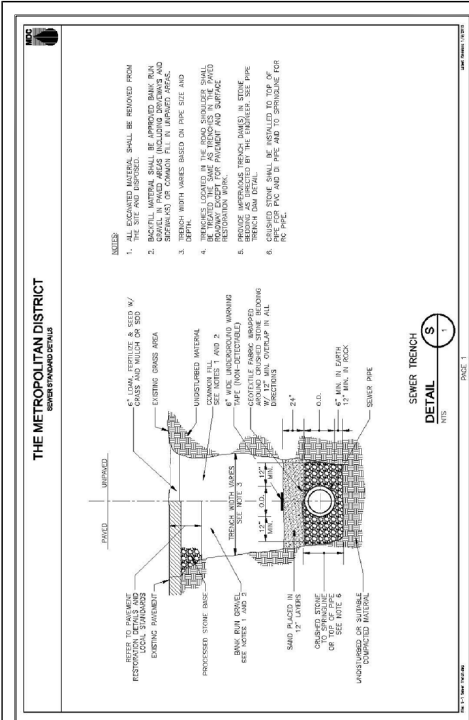 MDC
THE METROPOLITAN DISTRICT
SEWER STANDARD DETAILS
PAVED
UNPAVED
REFER TO PAVEMENT
RESTORATION DETAILS AND
LOCAL STANDARDS
EXISTING PAVEMENT
PROCESSED STONE BASE
BANK RUN GRAVEL
SEE NOTES 1 AND 2
SAND PLACED IN
12" LAYERS
CRUSHED STONE
TO SPRINGLINE
OR TOP OF PIPE
SEE NOTE 6
UNDISTURBED OR SUITABLE
COMPACTED MATERIAL
TRENCH WIDTH VARIES
SEE NOTE 3
12"
MIN.
O.D.
12"
MIN.
6" LOAM, FERTILIZE & SEED W/
GRASS AND MULCH OR SOD
EXISTING GRASS AREA
UNDISTURBED MATERIAL
COMMON FILL
SEE NOTES 1 AND 2
6" WIDE UNDERGROUND WARNING
TAPE (NON-DETECTABLE)
GEOTEXTILE FABRIC WRAPPED
AROUND CRUSHED STONE BEDDING
W/ 12" MIN. OVERLAP IN ALL
DIRECTIONS
24"
O.D.
6" MIN. IN EARTH
12" MIN. IN ROCK
SEWER PIPE
NOTES:
1. ALL EXCAVATED MATERIAL SHALL BE REMOVED FROM
THE SITE AND DISPOSED.
2. BACKFILL MATERIAL SHALL BE APPROVED BANK RUN
GRAVEL IN PAVED AREAS (INCLUDING DRIVEWAYS AND
SIDEWALKS) OR COMMON FILL IN UNPAVED AREAS.
3. TRENCH WIDTH VARIES BASED ON PIPE SIZE AND
DEPTH.
4. TRENCHES LOCATED IN THE ROAD SHOULDER SHALL
BE TREATED THE SAME AS TRENCHES IN THE PAVED
ROADWAY EXCEPT FOR PAVEMENT AND SURFACE
RESTORATION WORK.
5. PROVIDE IMPERVIOUS TRENCH DAM(S) IN STONE
BEDDING AS DIRECTED BY THE ENGINEER. SEE PIPE
TRENCH DAM DETAIL.
6. CRUSHED STONE SHALL BE INSTALLED TO TOP OF
PIPE FOR PVC AND DI PIPE AND TO SPRINGLINE FOR
RC PIPE.
SEWER TRENCH
DETAIL
NTS
S
1
PAGE 1